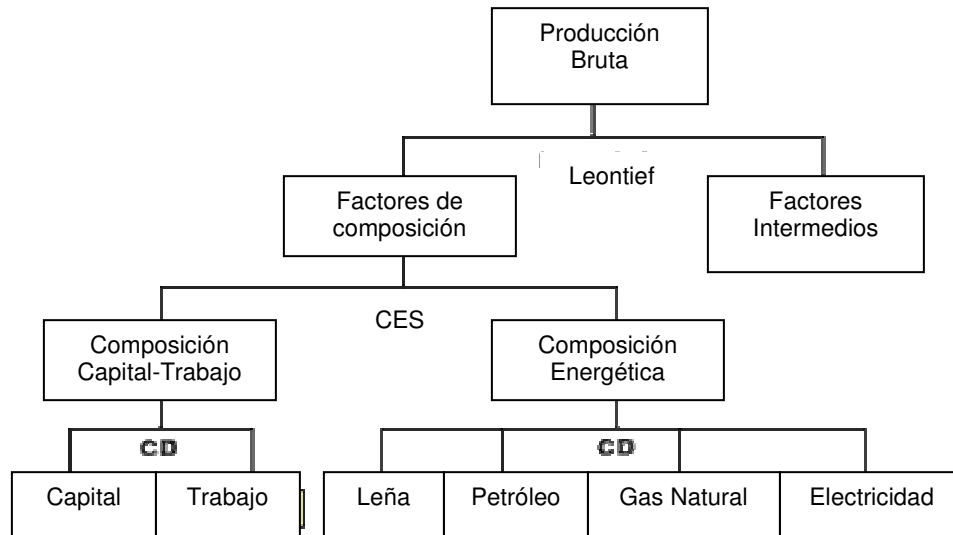 Producción
Bruta
Leontief
Factores de
composición
Factores
Intermedios
CES
Composición
Capital-Trabajo
Composición
Energética
CD
CD
Capital
Trabajo
Leña
Petróleo
Gas Natural
Electricidad